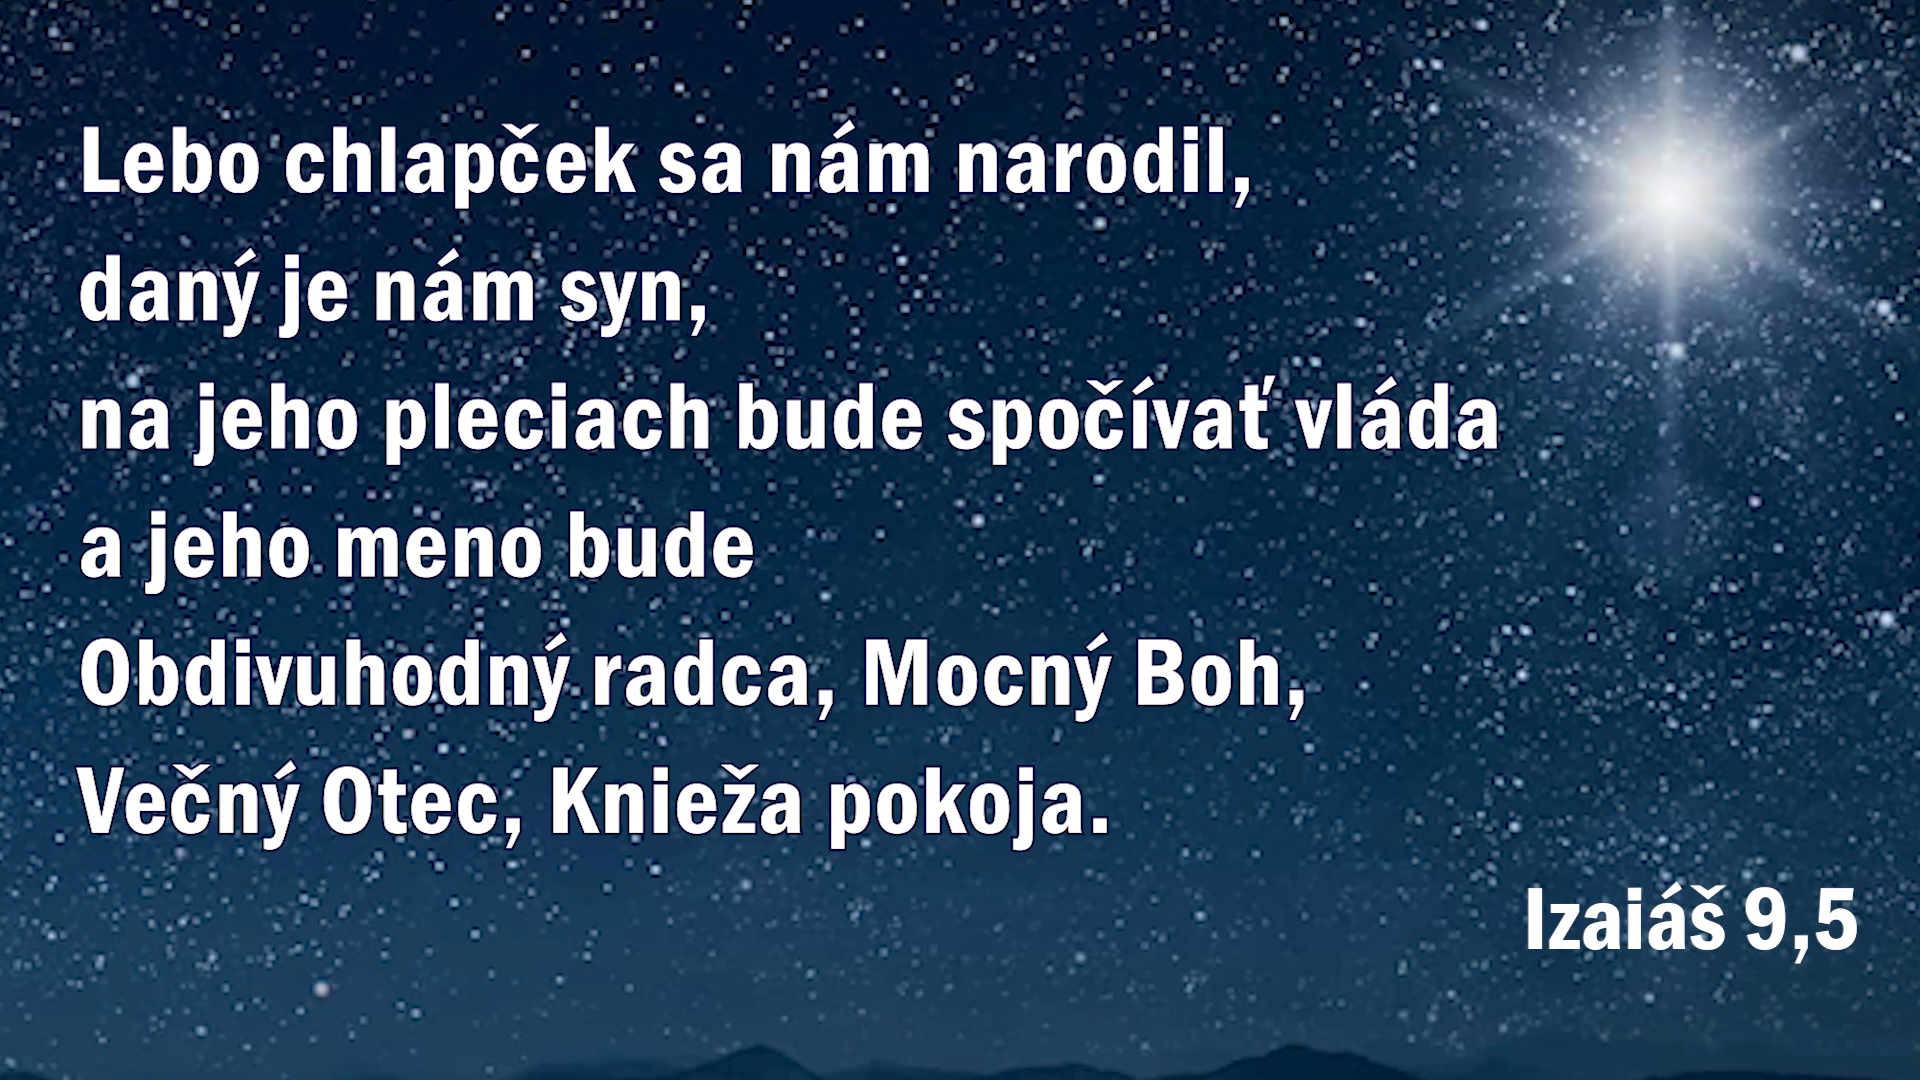 Lebo chlapček sa nám narodil,
daný je nám syn,
na jeho pleciach bude spočívať vláda
a jeho meno bude
Obdivuhodný radca, Mocný Boh,
Večný Otec, Knieža pokoja.
Izaiáš 9,5